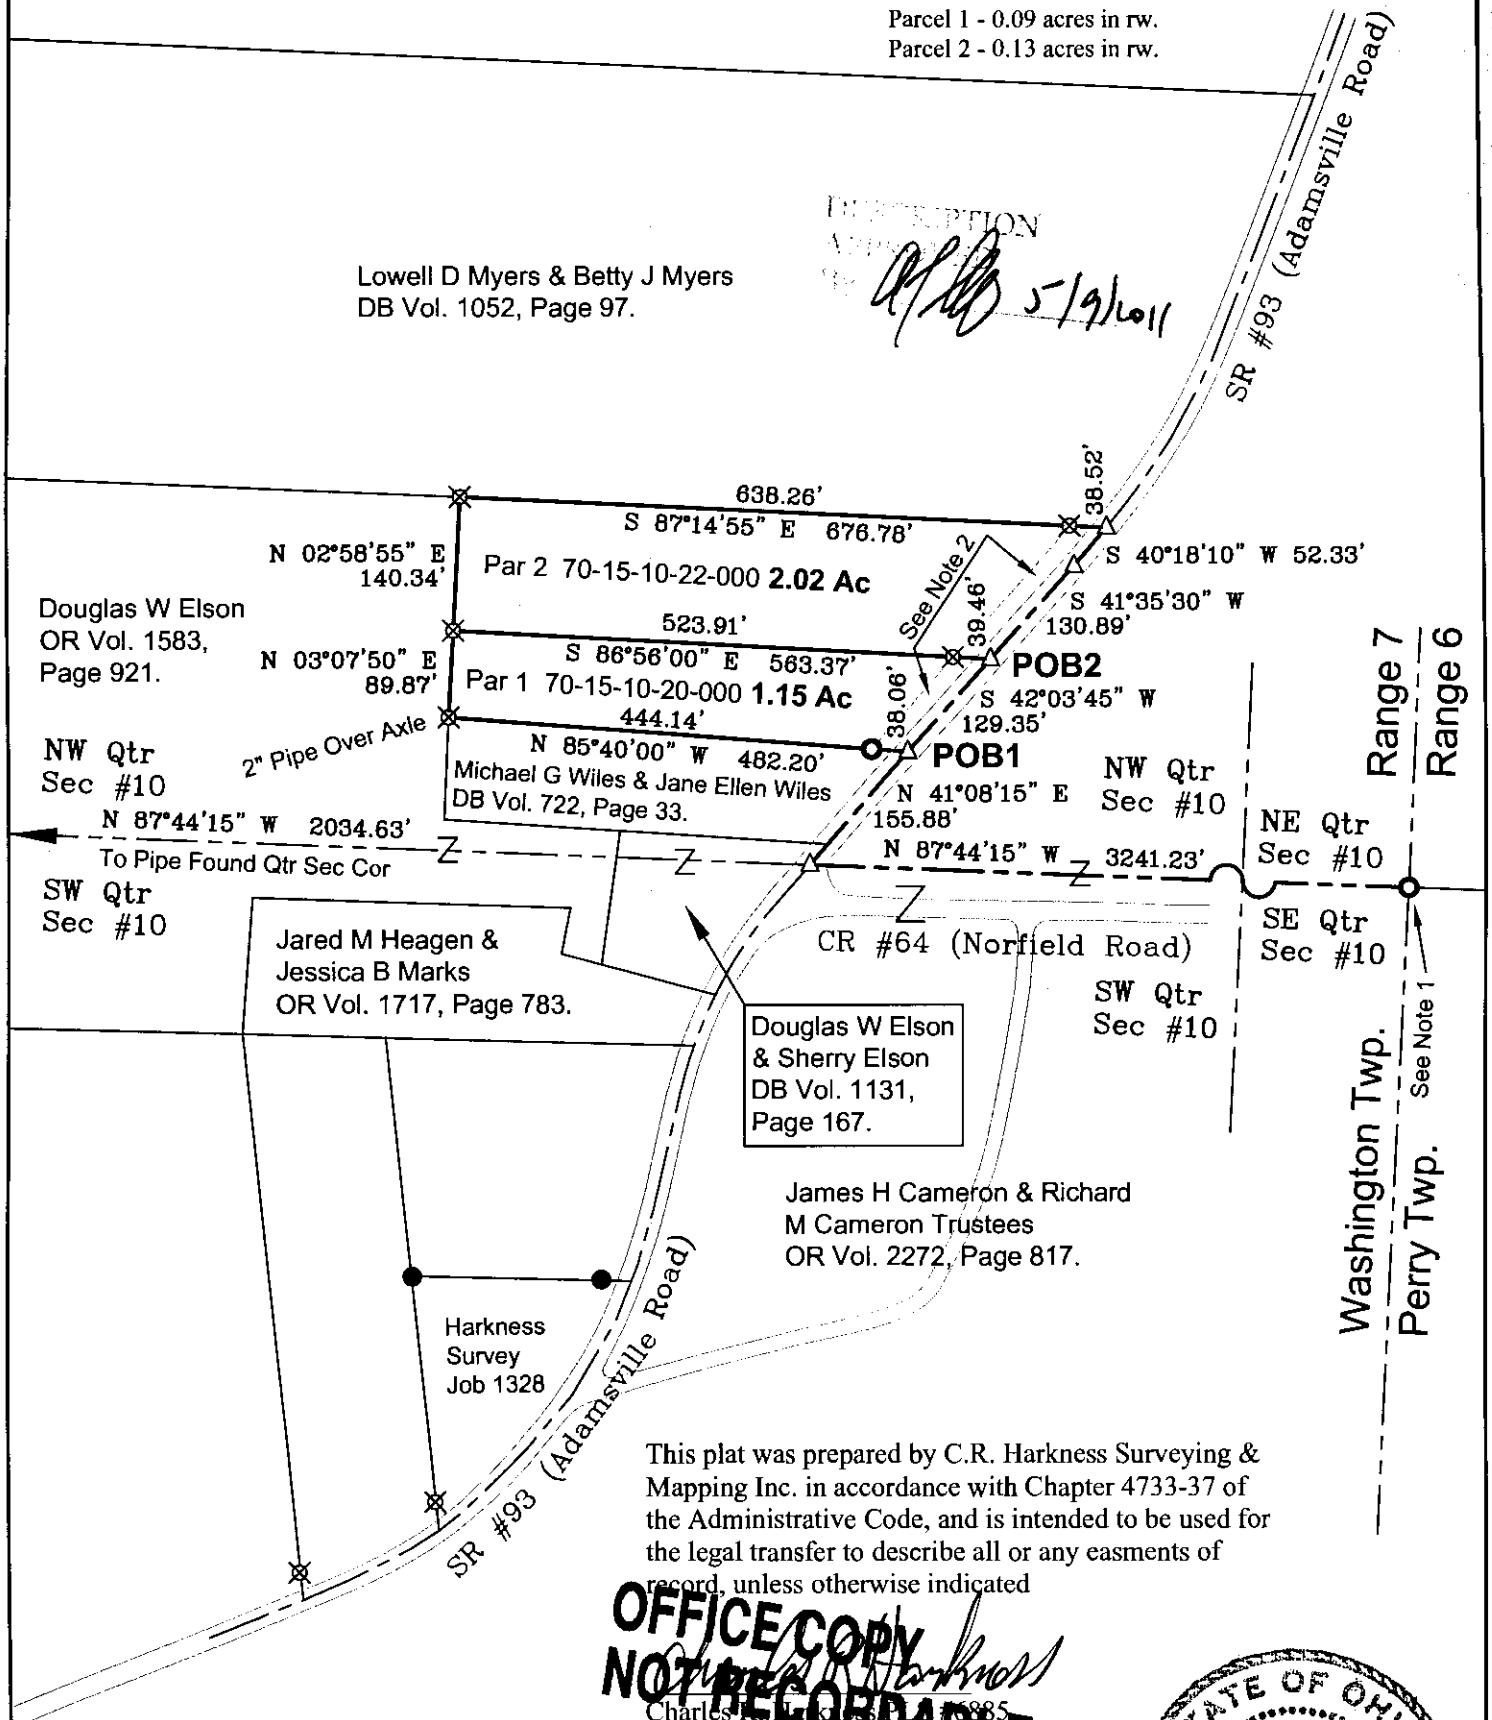 Parcel 1 - 0.09 acres in rw.
Parcel 2 - 0.13 acres in rw.
SR #93 (Adamsville Road)
DESCRIPTION
5/9/2011
Lowell D Myers & Betty J Myers
DB Vol. 1052, Page 97.
638.26'
38.52'
S 87°14'55" E 676.78'
N 02°58'55" E
140.34'
Par 2 70-15-10-22-000 2.02 Ac
See Note 2
S 40°18'10" W 52.33'
S 41°35'30" W
130.89'
Douglas W Elson
OR Vol. 1583,
Page 921.
523.91'
39.46'
N 03°07'50" E
89.87'
S 86°56'00" E 563.37'
POB2
Par 1 70-15-10-20-000 1.15 Ac
38.06'
S 42°03'45" W
129.35'
Range 7
Range 6
444.14'
2" Pipe Over Axle
N 85°40'00" W 482.20'
POB1
NW Qtr
Sec #10
Michael G Wiles & Jane Ellen Wiles
DB Vol. 722, Page 33.
N 41°08'15" E
155.88'
NW Qtr
Sec #10
NE Qtr
Sec #10
N 87°44'15" W 2034.63'
Z
Z
N 87°44'15" W
Z
3241.23'
To Pipe Found Qtr Sec Cor
SW Qtr
Sec #10
Z
SE Qtr
Sec #10
Jared M Heagen &
Jessica B Marks
OR Vol. 1717, Page 783.
CR #64 (Norfield Road)
SW Qtr
Sec #10
See Note 1
Douglas W Elson
& Sherry Elson
DB Vol. 1131,
Page 167.
Washington Twp.
Perry Twp.
James H Cameron & Richard
M Cameron Trustees
OR Vol. 2272, Page 817.
Harkness
Survey
Job 1328
SR #93 (Adamsville Road)
This plat was prepared by C.R. Harkness Surveying &
Mapping Inc. in accordance with Chapter 4733-37 of
the Administrative Code, and is intended to be used for
the legal transfer to describe all or any easments of
record, unless otherwise indicated
OFFICE COPY
NOT
Charles R. Harkness
6885
STATE OF OHIO